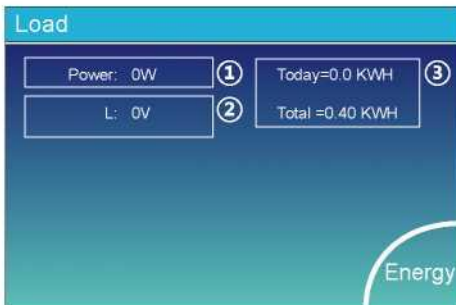 Load
Power: 0W ①
L: 0V ②
Today=0.0 KWH ③
Total =0.40 KWH
Energy